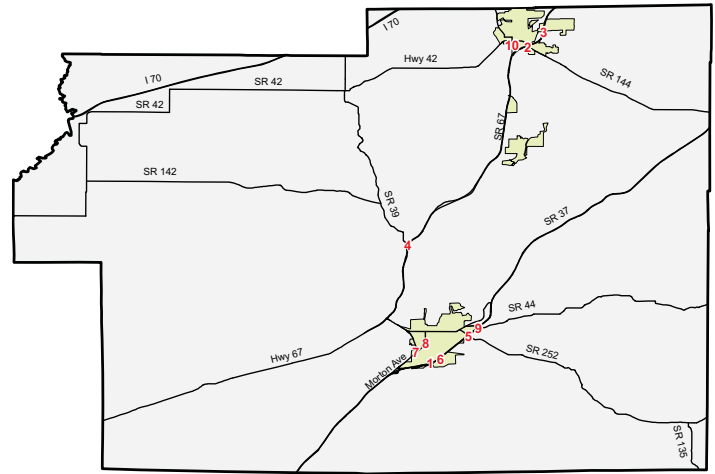 I 70
3
10 2
Hwy 42
I 70
SR 42
SR 144
SR 42
SR 67
SR 142
SR 39
SR 37
4
SR 44
9
5
8
7
Hwy 67
6
1
SR 252
Morton Ave
SR 135